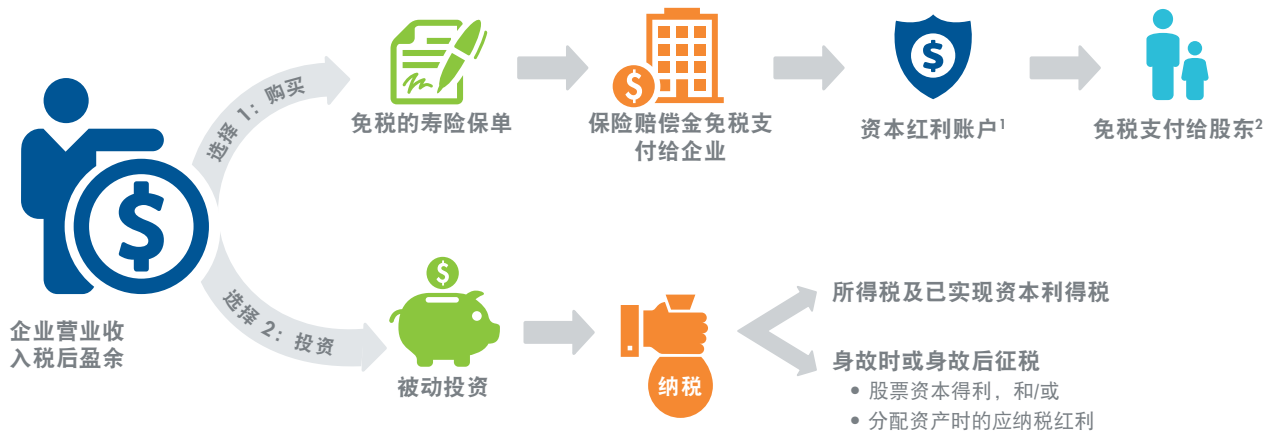 选择 1：购买
免税的寿险保单
保险赔偿金免税支
付给企业
资本红利账户1
免税支付给股东2
$
$
$
企业营业收
入税后盈余
选择 2：投资
$
被动投资
纳税
所得税及已实现资本利得税
身故时或身故后征税
• 股票资本得利，和/或
• 分配资产时的应纳税红利